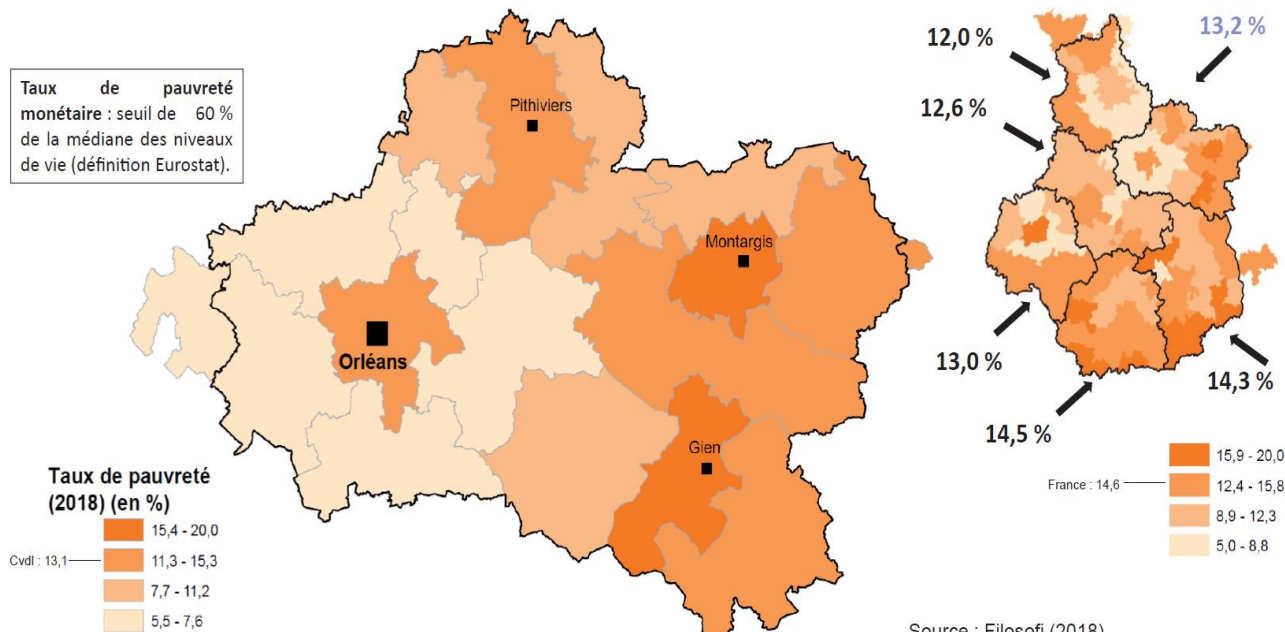 Taux de pauvreté
monétaire : seuil de 60 %
de la médiane des niveaux
de vie (définition Eurostat).
Pithiviers
Montargis
Orléans
Gien
Taux de pauvreté
(2018) (en %)
15,4 - 20,0
Cvdl : 13,1
11,3 - 15,3
7,7 - 11,2
5,5 - 7,6
12,0 %
13,2 %
12,6 %
13,0 %
14,3 %
14,5 %
15,9 - 20,0
France : 14,6
12,4 - 15,8
8,9 - 12,3
5,0 - 8,8
Source : Filosofi (2018)